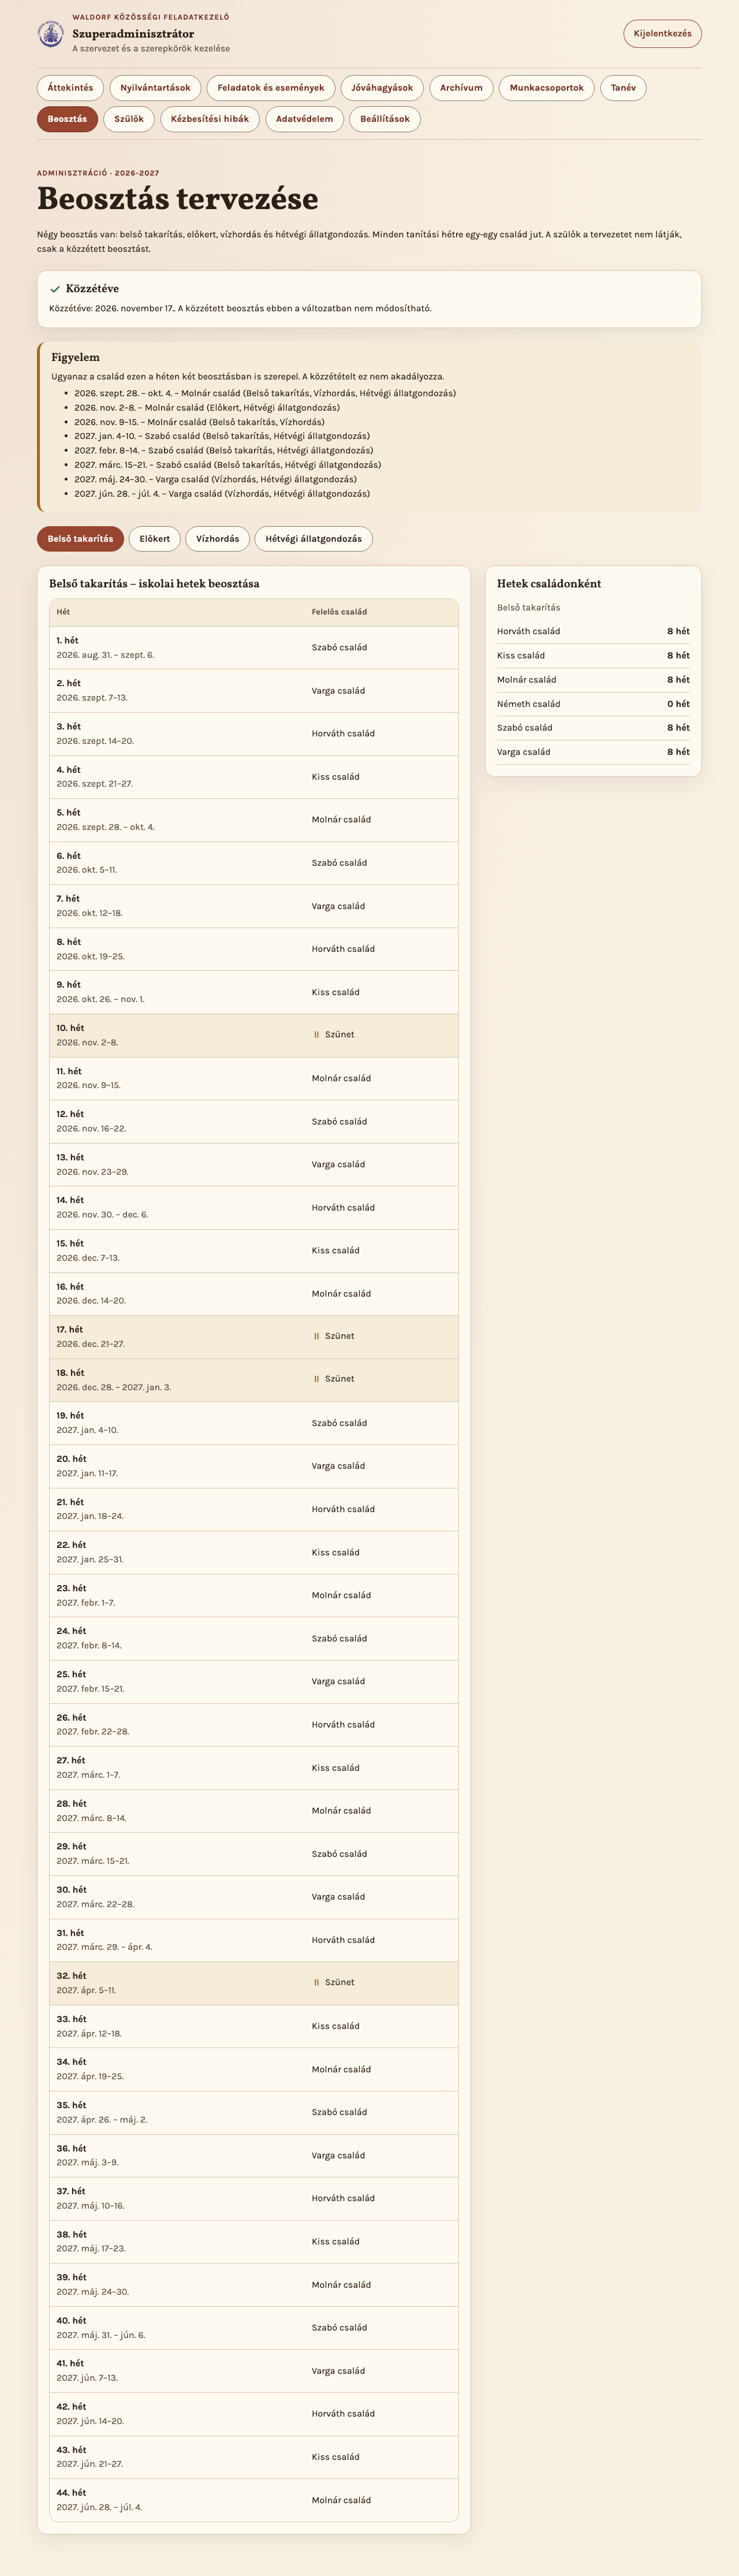 WALDORF KÖZÖSSÉGI FELADATKEZELŐ
Szuperadminisztrátor
A szervezet és a szerepkörök kezelése
Kijelentkezés
Áttekintés
Nyilvántartások
Feladatok és események
Jóváhagyások
Archívum
Munkacsoportok
Tanév
Beosztás
Szülők
Kézbesítési hibák
Adatvédelem
Beállítások
ADMINISZTRÁCIÓ · 2026-2027
Beosztás tervezése
Négy beosztás van: belső takarítás, előkert, vízhordás és hétvégi állatgondozás. Minden tanítási hétre egy-egy család jut. A szülők a tervezetet nem látják,
csak a közzétett beosztást.
Közzétéve
Közzétéve: 2026. november 17.. A közzétett beosztás ebben a változatban nem módosítható.
Figyelem
Ugyanaz a család ezen a héten két beosztásban is szerepel. A közzétételt ez nem akadályozza.
• 2026. szept. 28. – okt. 4. – Molnár család (Belső takarítás, Vízhordás, Hétvégi állatgondozás)
• 2026. nov. 2–8. – Molnár család (Előkert, Hétvégi állatgondozás)
• 2026. nov. 9–15. – Molnár család (Belső takarítás, Vízhordás)
• 2027. jan. 4–10. – Szabó család (Belső takarítás, Hétvégi állatgondozás)
• 2027. febr. 8–14. – Szabó család (Belső takarítás, Hétvégi állatgondozás)
• 2027. márc. 15–21. – Szabó család (Belső takarítás, Hétvégi állatgondozás)
• 2027. máj. 24–30. – Varga család (Vízhordás, Hétvégi állatgondozás)
• 2027. jún. 28. – júl. 4. – Varga család (Vízhordás, Hétvégi állatgondozás)
Belső takarítás
Előkert
Vízhordás
Hétvégi állatgondozás
Belső takarítás – iskolai hetek beosztása
Hét Felelős család
1. hét
2026. aug. 31. – szept. 6.
Szabó család
2. hét
2026. szept. 7–13.
Varga család
3. hét
2026. szept. 14–20.
Horváth család
4. hét
2026. szept. 21–27.
Kiss család
5. hét
2026. szept. 28. – okt. 4.
Molnár család
6. hét
2026. okt. 5–11.
Szabó család
7. hét
2026. okt. 12–18.
Varga család
8. hét
2026. okt. 19–25.
Horváth család
9. hét
2026. okt. 26. – nov. 1.
Kiss család
10. hét
2026. nov. 2–8.
Szünet
11. hét
2026. nov. 9–15.
Molnár család
12. hét
2026. nov. 16–22.
Szabó család
13. hét
2026. nov. 23–29.
Varga család
14. hét
2026. nov. 30. – dec. 6.
Horváth család
15. hét
2026. dec. 7–13.
Kiss család
16. hét
2026. dec. 14–20.
Molnár család
17. hét
2026. dec. 21–27.
Szünet
18. hét
2026. dec. 28. – 2027. jan. 3.
Szünet
19. hét
2027. jan. 4–10.
Szabó család
20. hét
2027. jan. 11–17.
Varga család
21. hét
2027. jan. 18–24.
Horváth család
22. hét
2027. jan. 25–31.
Kiss család
23. hét
2027. febr. 1–7.
Molnár család
24. hét
2027. febr. 8–14.
Szabó család
25. hét
2027. febr. 15–21.
Varga család
26. hét
2027. febr. 22–28.
Horváth család
27. hét
2027. márc. 1–7.
Kiss család
28. hét
2027. márc. 8–14.
Molnár család
29. hét
2027. márc. 15–21.
Szabó család
30. hét
2027. márc. 22–28.
Varga család
31. hét
2027. márc. 29. – ápr. 4.
Horváth család
32. hét
2027. ápr. 5–11.
Szünet
33. hét
2027. ápr. 12–18.
Kiss család
34. hét
2027. ápr. 19–25.
Molnár család
35. hét
2027. ápr. 26. – máj. 2.
Szabó család
36. hét
2027. máj. 3–9.
Varga család
37. hét
2027. máj. 10–16.
Horváth család
38. hét
2027. máj. 17–23.
Kiss család
39. hét
2027. máj. 24–30.
Molnár család
40. hét
2027. máj. 31. – jún. 6.
Szabó család
41. hét
2027. jún. 7–13.
Varga család
42. hét
2027. jún. 14–20.
Horváth család
43. hét
2027. jún. 21–27.
Kiss család
44. hét
2027. jún. 28. – júl. 4.
Molnár család
Hetek családonként
Belső takarítás
Horváth család 8 hét
Kiss család 8 hét
Molnár család 8 hét
Németh család 0 hét
Szabó család 8 hét
Varga család 8 hét